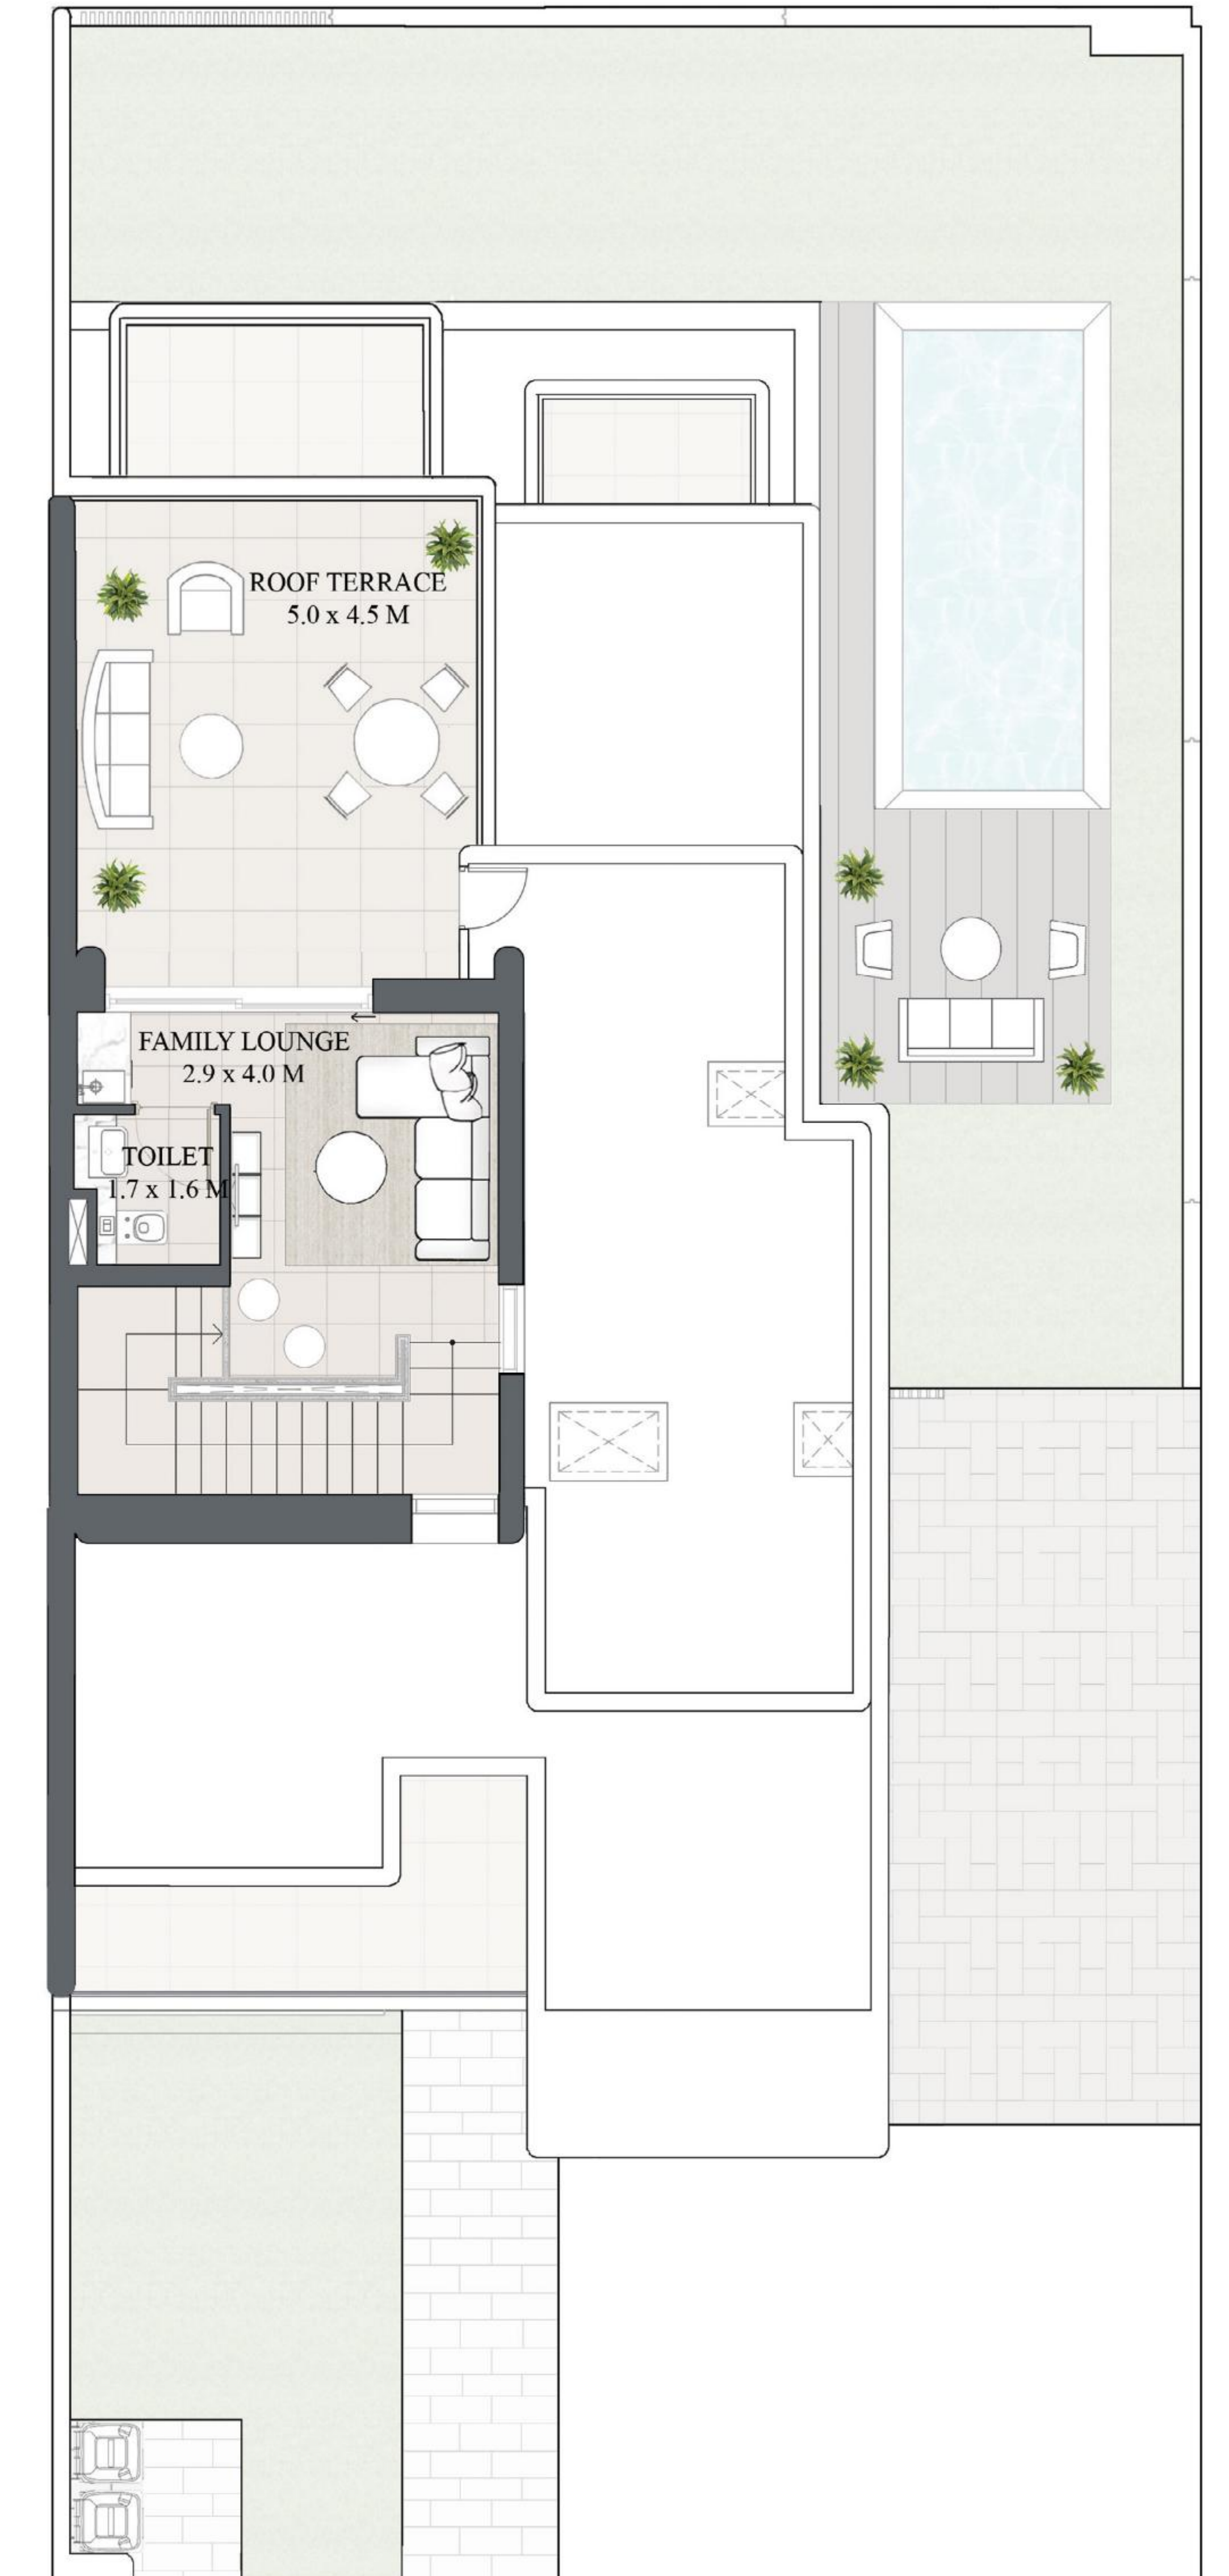 ROOF TERRACE
5.0 x 4.5 M
FAMILY LOUNGE
2.9 x 4.0 M
TOILET
1.7 x 1.6 M